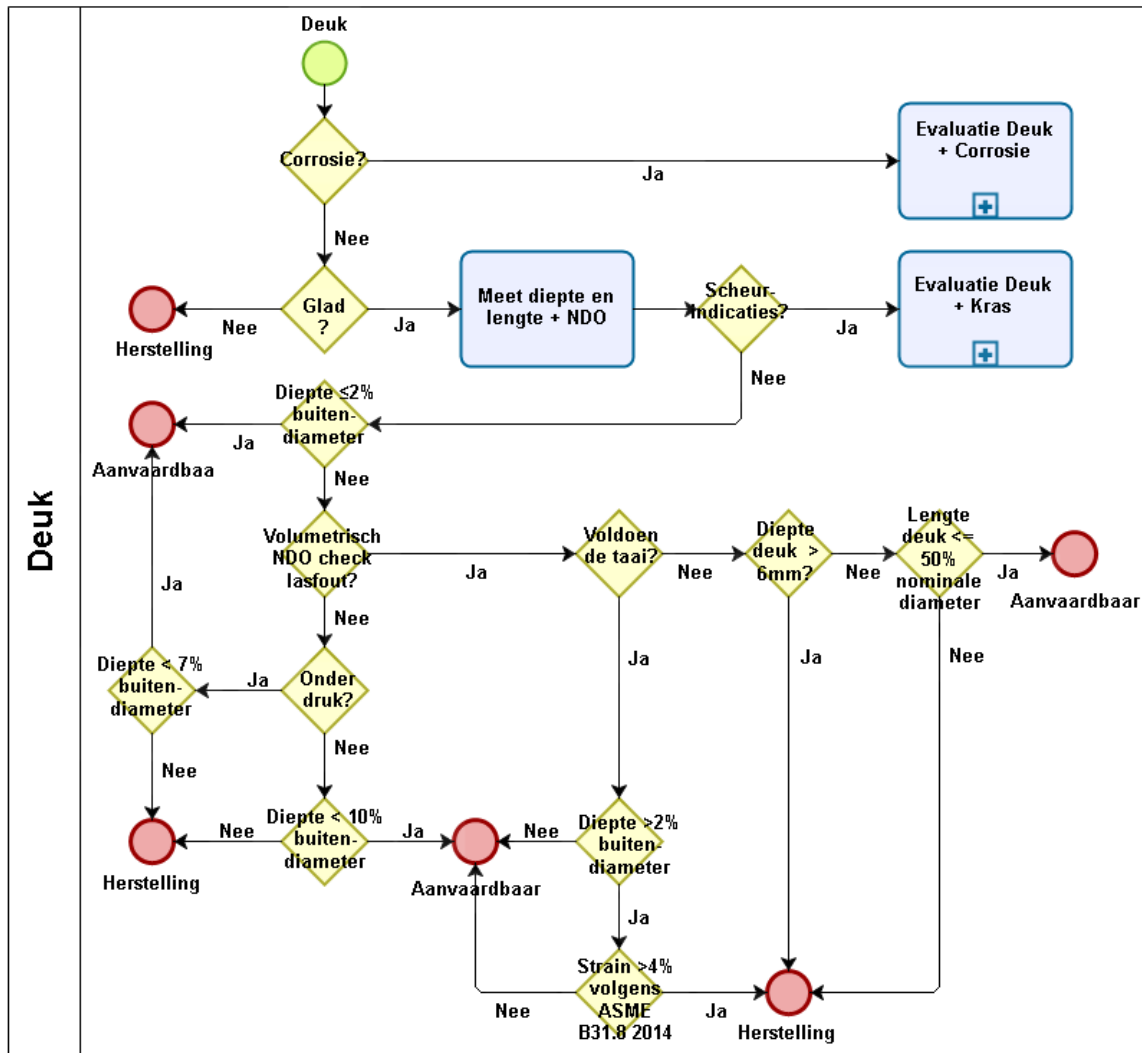 Deuk
Deuk
Corrosie?
Ja
Evaluatie Deuk
+ Corrosie
Nee
Glad
?
Nee
Herstelling
Ja
Meet diepte en
lengte + NDO
Scheur-
indicaties?
Ja
Evaluatie Deuk
+ Kras
Nee
Diepte ≤2%
buiten-
diameter
Ja
Aanvaardbaa
Nee
Volumetrisch
NDO check
lasfout?
Ja
Voldoen
de taai?
Nee
Diepte
deuk >
6mm?
Nee
Lengte
deuk <=
50%
nominale
diameter
Ja
Aanvaardbaar
Nee
Ja
Ja
Nee
Ja
Diepte < 7%
buiten-
diameter
Ja
Onder
druk?
Nee
Nee
Herstelling
Nee
Diepte < 10%
buiten-
diameter
Ja
Aanvaardbaar
Nee
Diepte >2%
buiten-
diameter
Ja
Strain >4%
volgens
ASME
B31.8 2014
Nee
Ja
Herstelling